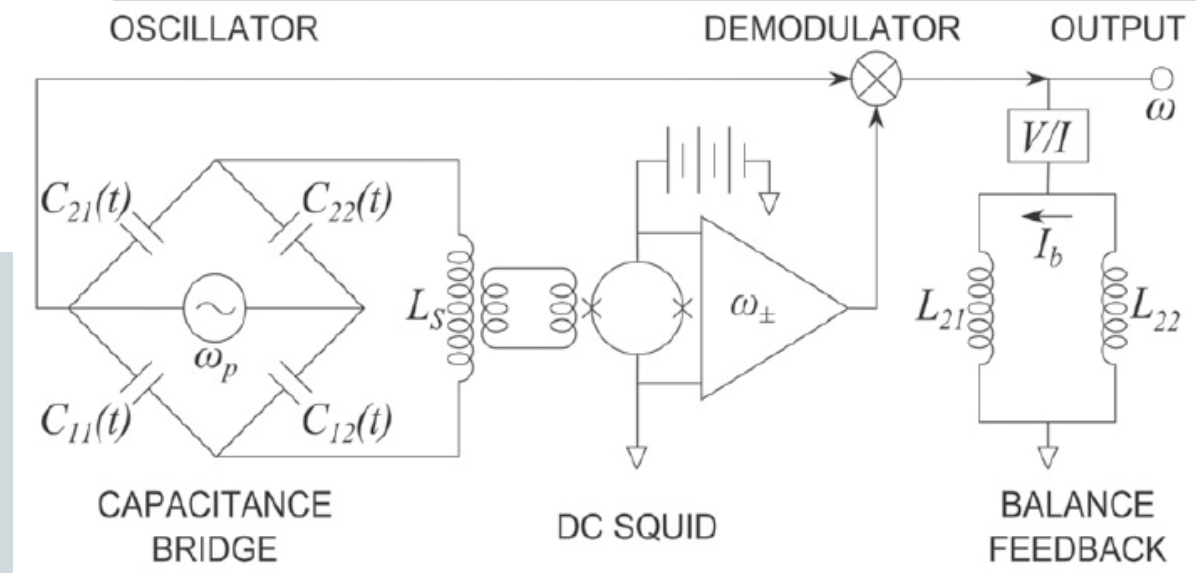 OSCILLATOR
DEMODULATOR
OUTPUT
ω
V/I
C21(t)
C22(t)
Ib
LS
ω±
L21
L22
ωp
C11(t)
C12(t)
CAPACITANCE
BRIDGE
DC SQUID
BALANCE
FEEDBACK